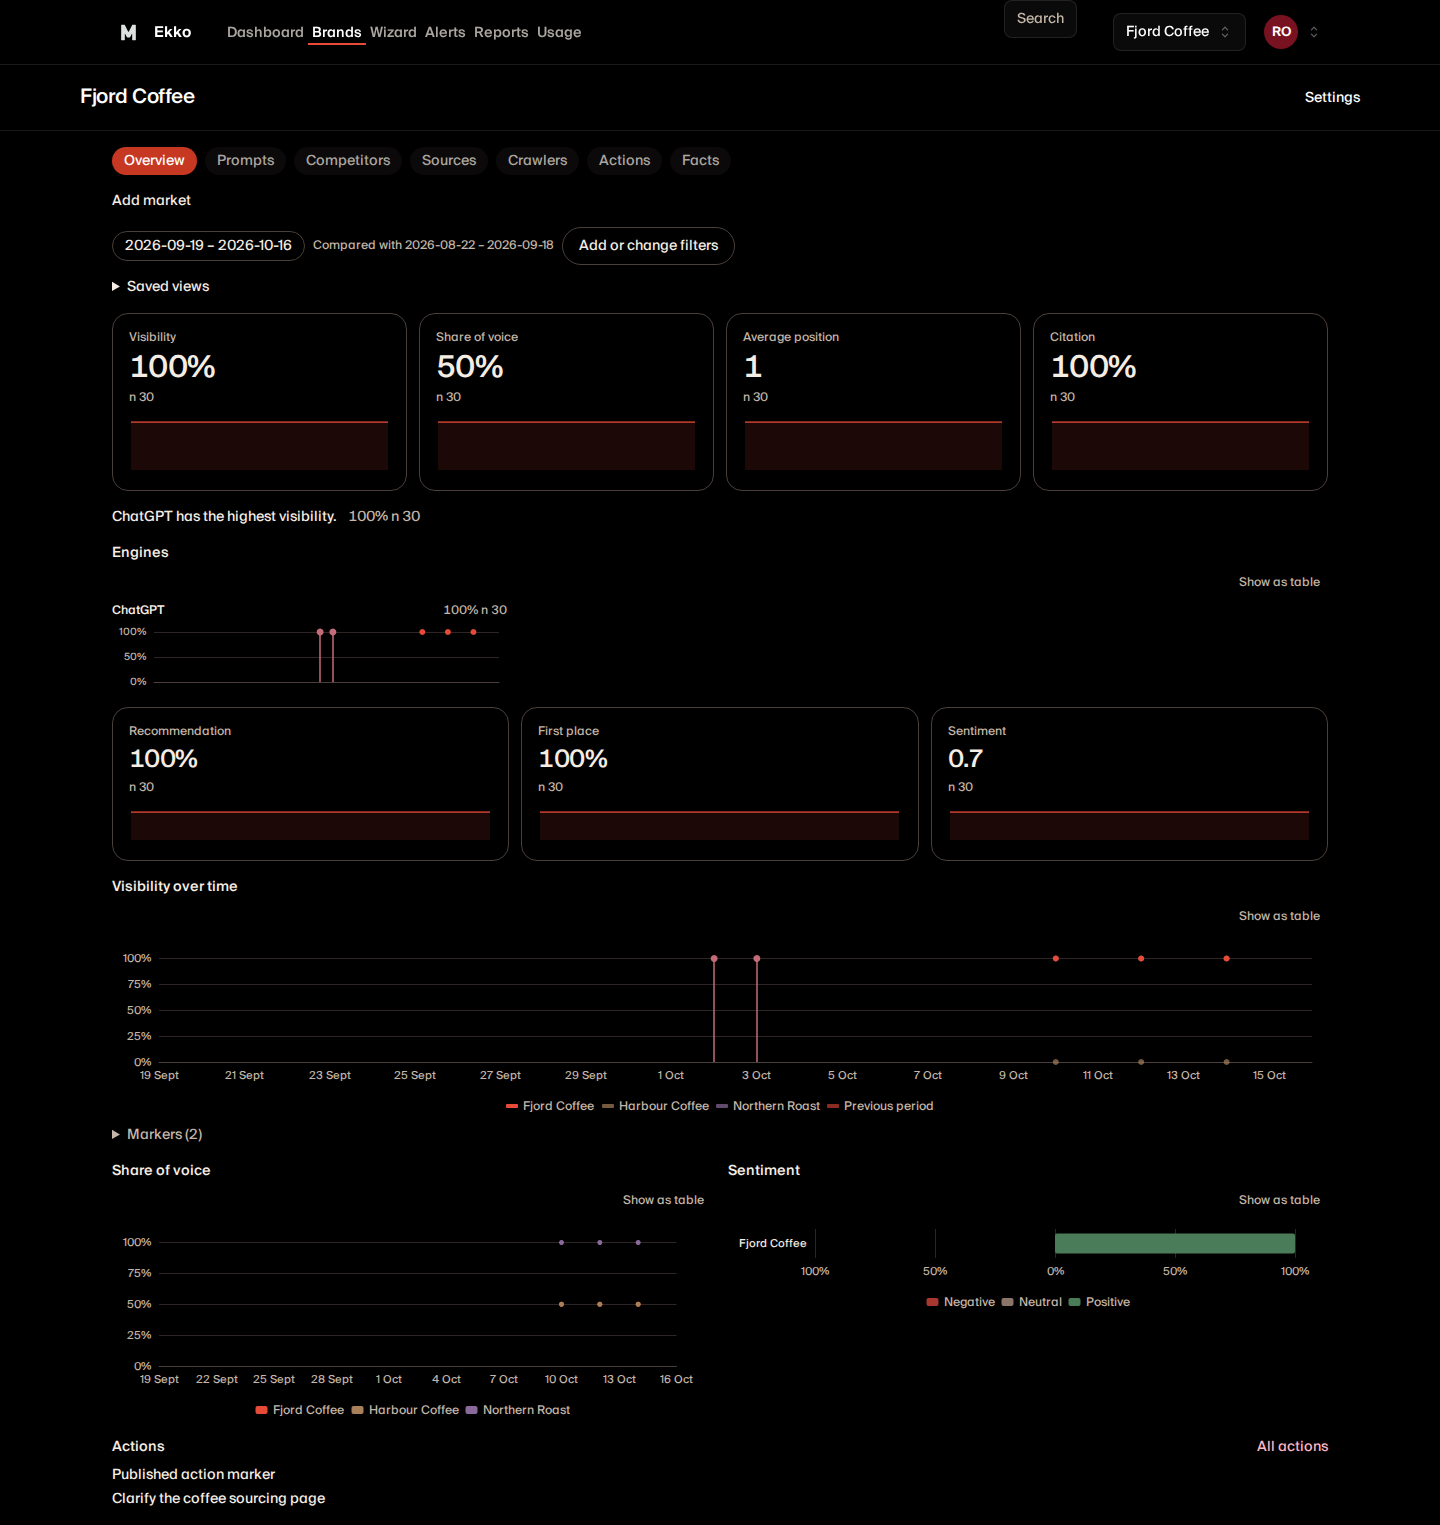 M Ekko Dashboard Brands Wizard Alerts Reports Usage Search Fjord Coffee RO
Fjord Coffee Settings
Overview Prompts Competitors Sources Crawlers Actions Facts
Add market
2026-09-19 – 2026-10-16 Compared with 2026-08-22 – 2026-09-18 Add or change filters
Saved views
Visibility Share of voice Average position Citation
100% 50% 1 100%
n 30 n 30 n 30 n 30
ChatGPT has the highest visibility. 100% n 30
Engines
Show as table
ChatGPT 100% n 30
100%
50%
0%
Recommendation First place Sentiment
100% 100% 0.7
n 30 n 30 n 30
Visibility over time
Show as table
100%
75%
50%
25%
0%
19 Sept 21 Sept 23 Sept 25 Sept 27 Sept 29 Sept 1 Oct 3 Oct 5 Oct 7 Oct 9 Oct 11 Oct 13 Oct 15 Oct
Fjord Coffee Harbour Coffee Northern Roast Previous period
Markers (2)
Share of voice
Show as table
100%
75%
50%
25%
0%
19 Sept 22 Sept 25 Sept 28 Sept 1 Oct 4 Oct 7 Oct 10 Oct 13 Oct 16 Oct
Fjord Coffee Harbour Coffee Northern Roast
Sentiment
Show as table
Fjord Coffee
100% 50% 0% 50% 100%
Negative Neutral Positive
Actions All actions
Published action marker
Clarify the coffee sourcing page